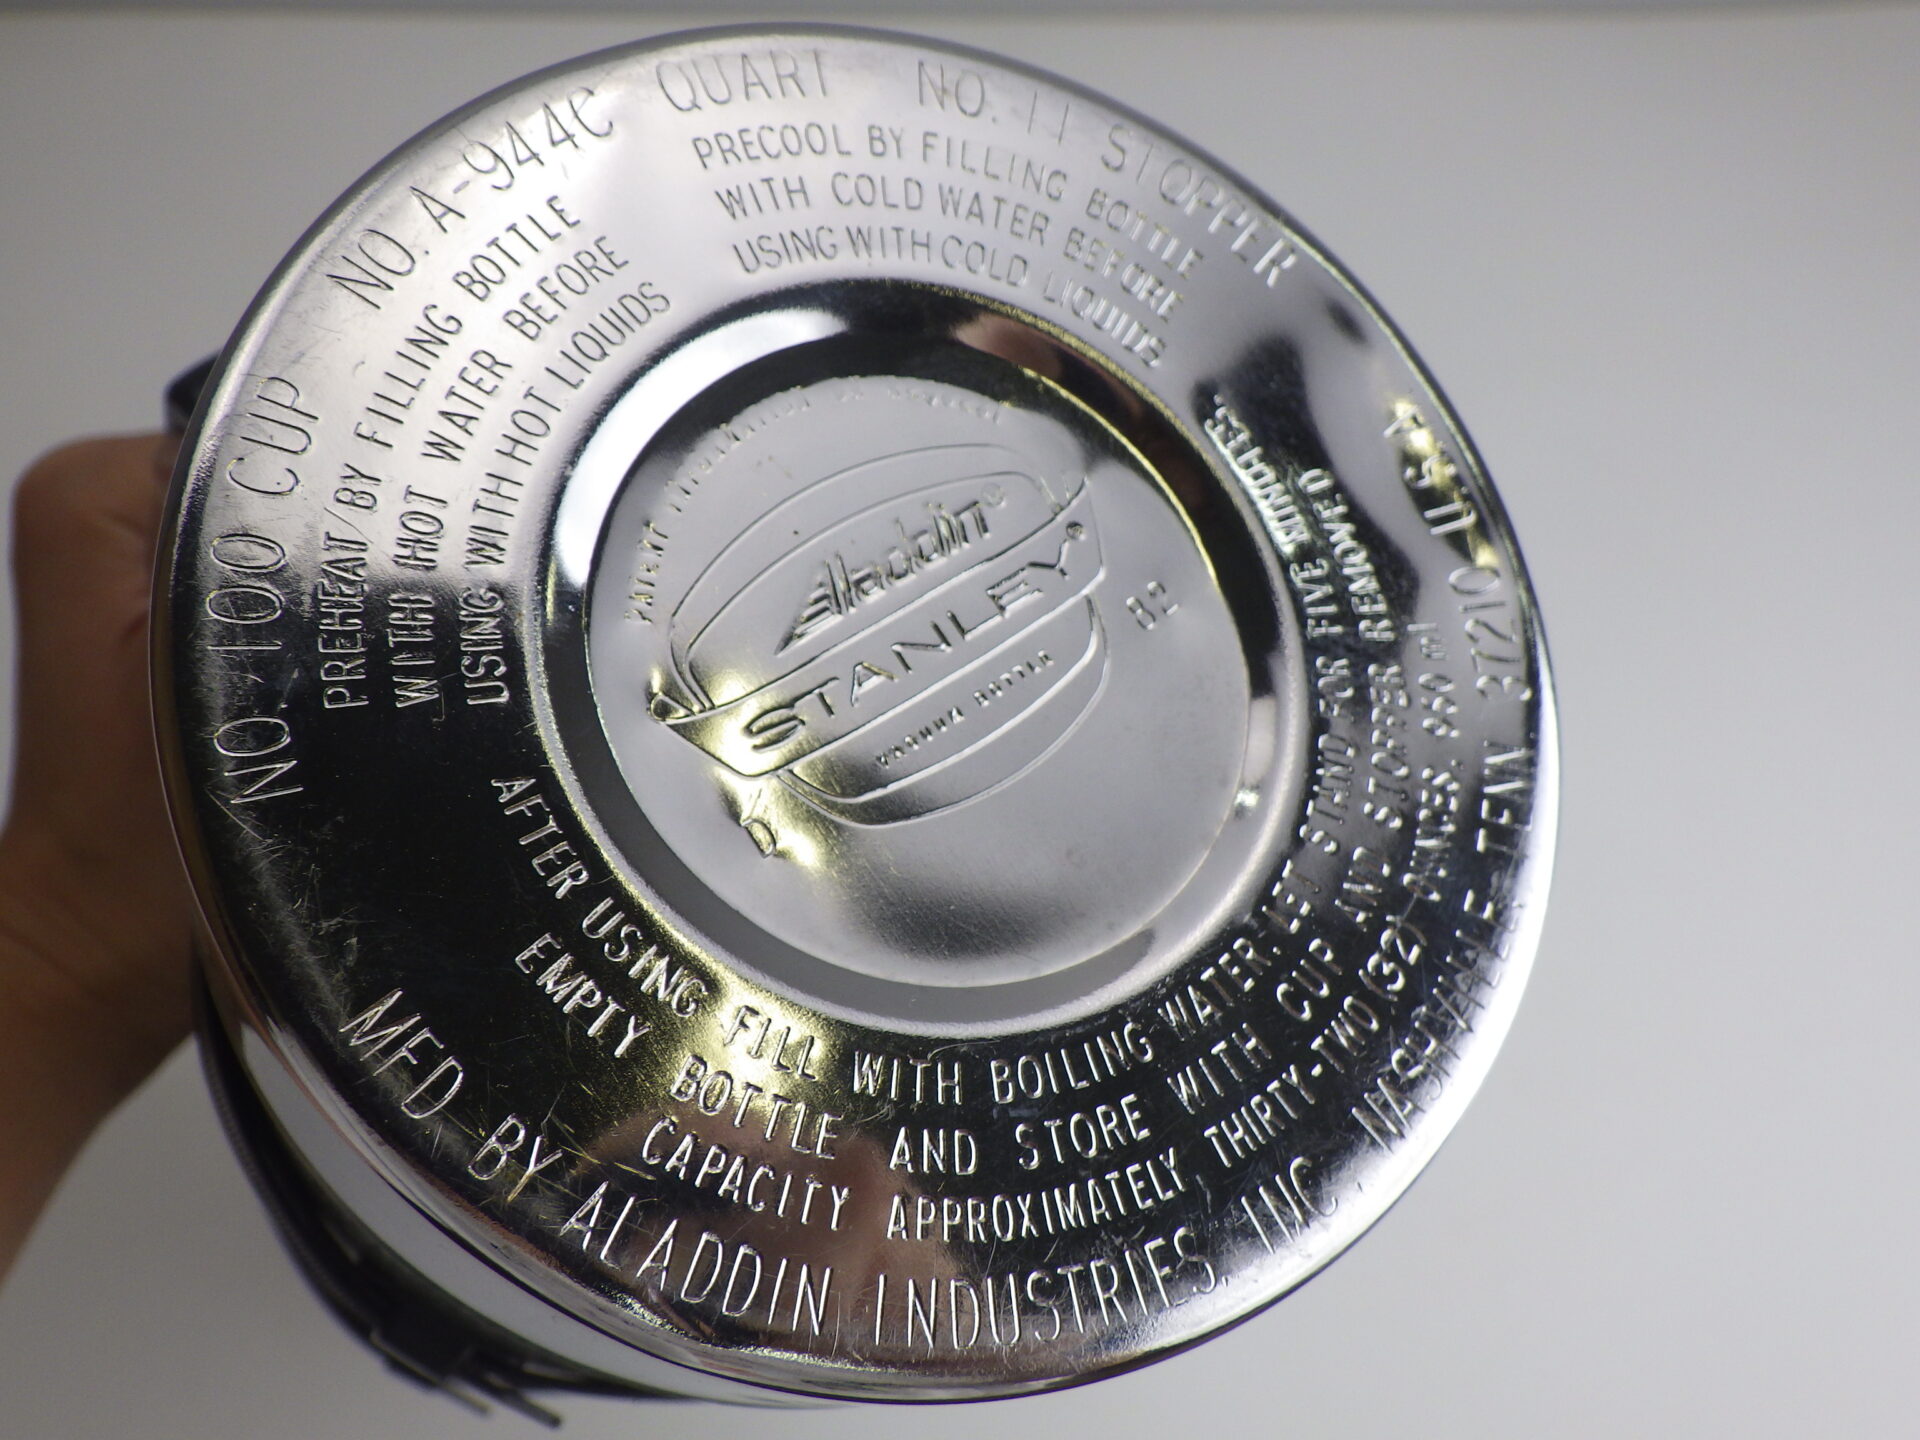 NO. 100 CUP NO. A-944C QUART NO. 11 STOPPER
PREHEAT/BY FILLING BOTTLE
WITH HOT WATER BEFORE
USING WITH HOT LIQUIDS
PRECOOL BY FILLING BOTTLE
WITH COLD WATER BEFORE
USING WITH COLD LIQUIDS
PATENT
Aladdin®
STANLEY®
VACUUM BOTTLE
82
AFTER USING FILL WITH BOILING WATER, LET STAND FOR FIVE MINUTES.
EMPTY BOTTLE AND STORE WITH CUP AND STOPPER REMOVED
CAPACITY APPROXIMATELY THIRTY-TWO (32) OUNCES. 960 ml
MFD BY ALADDIN INDUSTRIES, INC., NASHVILLE, TENN. 37210 U.S.A.